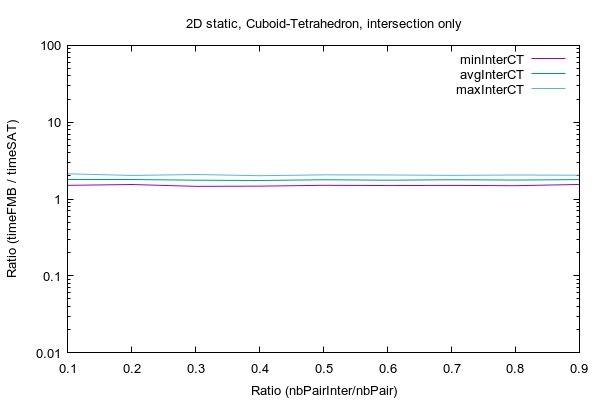 2D static, Cuboid-Tetrahedron, intersection only
minInterCT
avgInterCT
maxInterCT
Ratio (timeFMB / timeSAT)
100
10
1
0.1
0.01
0.1 0.2 0.3 0.4 0.5 0.6 0.7 0.8 0.9
Ratio (nbPairInter/nbPair)